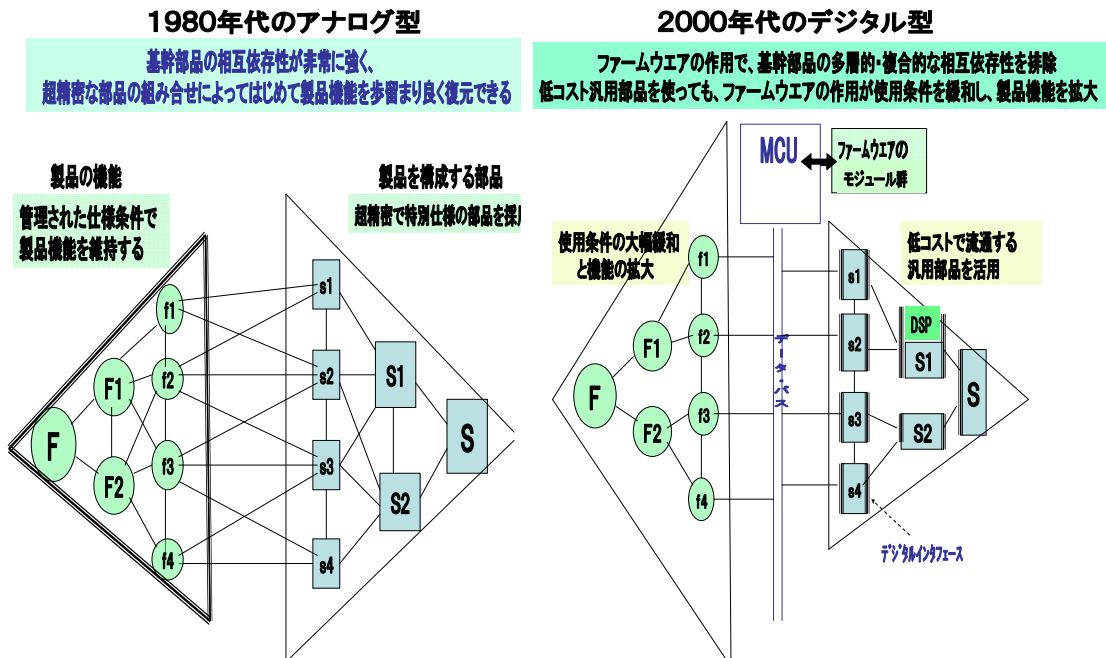 1980年代のアナログ型
基幹部品の相互依存性が非常に強く、
超精密な部品の組み合せによってはじめて製品機能を歩留まり良く復元できる
製品の機能
管理された仕様条件で
製品機能を維持する
製品を構成する部品
超精密で特別仕様の部品を採
F
F1
F2
f1
f2
f3
f4
s1
s2
s3
s4
S1
S2
S
2000年代のデジタル型
ファームウエアの作用で、基幹部品の多層的・複合的な相互依存性を排除
低コスト汎用部品を使っても、ファームウエアの作用が使用条件を緩和し、製品機能を拡大
MCU
ファームウエアの
モジュール群
使用条件の大幅緩和
と機能の拡大
低コストで流通する
汎用部品を活用
F
F1
F2
f1
f2
f3
f4
データ・バス
s1
s2
s3
s4
DSP
S1
S2
S
デジタルインタフェース